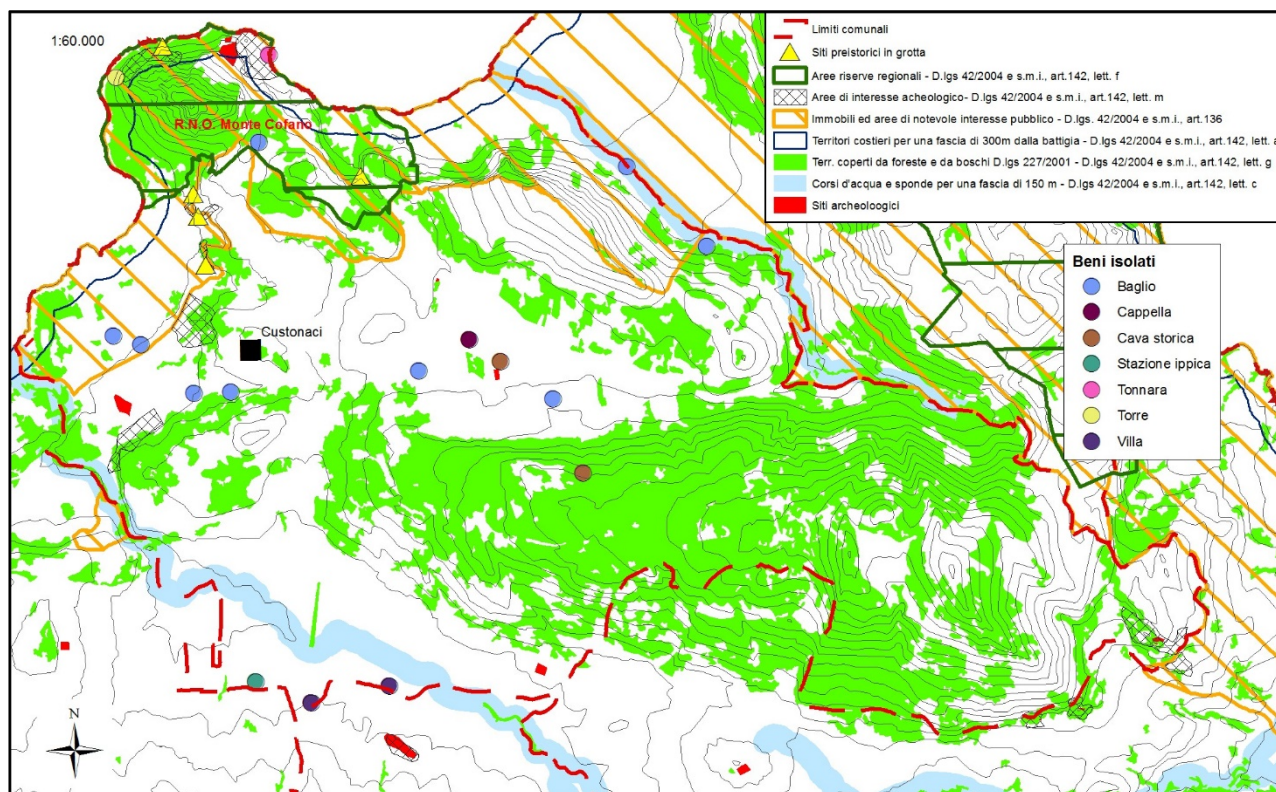 1:60.000
Limiti comunali
Siti preistorici in grotta
Aree riserve regionali - D.lgs 42/2004 e s.m.i., art.142, lett. f
Aree di interesse acheologico- D.lgs 42/2004 e s.m.i., art.142, lett. m
Immobili ed aree di notevole interesse pubblico - D.lgs. 42/2004 e s.m.i., art.136
Territori costieri per una fascia di 300m dalla battigia - D.lgs 42/2004 e s.m.i., art.142, lett. a
Terr. coperti da foreste e da boschi D.lgs 227/2001 - D.lgs 42/2004 e s.m.i., art.142, lett. g
Corsi d'acqua e sponde per una fascia di 150 m - D.lgs 42/2004 e s.m.i., art.142, lett. c
Siti archeoloogici
R.N.O. Monte Cofano
Custonaci
Beni isolati
Baglio
Cappella
Cava storica
Stazione ippica
Tonnara
Torre
Villa
N